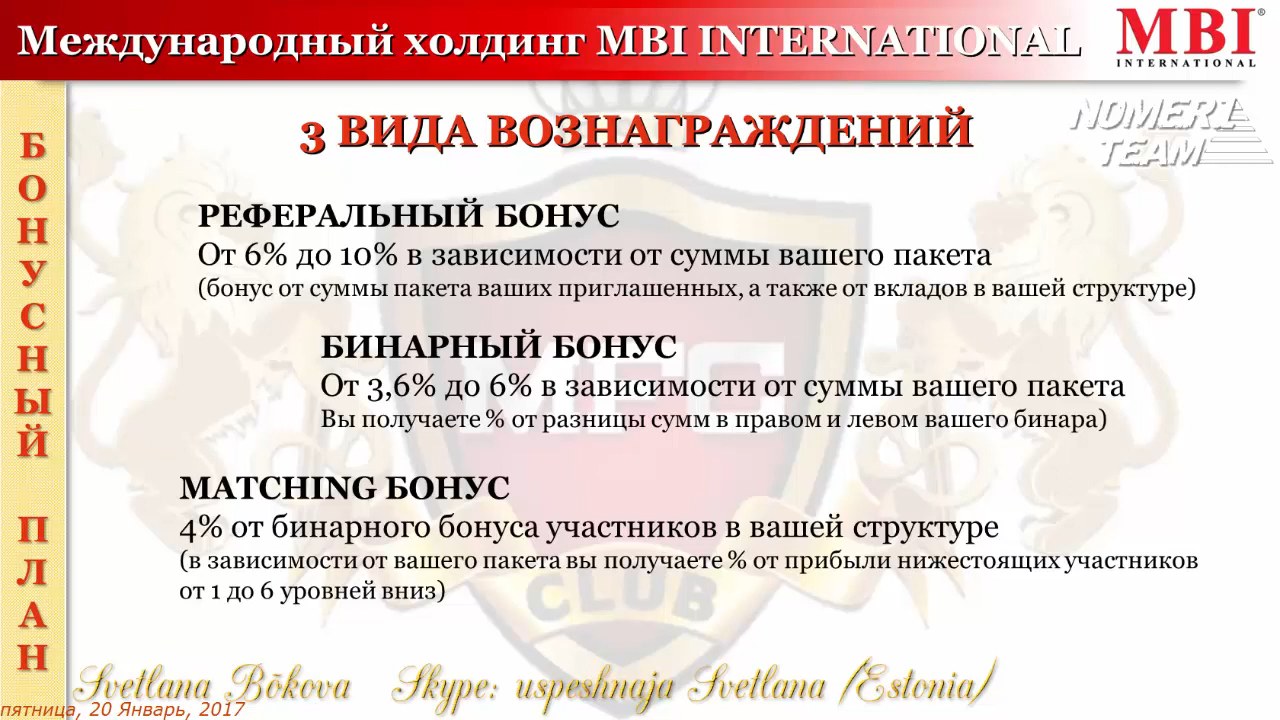 Международный холдинг MBI INTERNATIONAL
MBI®
INTERNATIONAL
NOMER1
TEAM
БОНУСНЫЙ ПЛАН
3 ВИДА ВОЗНАГРАЖДЕНИЙ
РЕФЕРАЛЬНЫЙ БОНУС
От 6% до 10% в зависимости от суммы вашего пакета
(бонус от суммы пакета ваших приглашенных, а также от вкладов в вашей структуре)
БИНАРНЫЙ БОНУС
От 3,6% до 6% в зависимости от суммы вашего пакета
Вы получаете % от разницы сумм в правом и левом вашего бинара)
MATCHING БОНУС
4% от бинарного бонуса участников в вашей структуре
(в зависимости от вашего пакета вы получаете % от прибыли нижестоящих участников
от 1 до 6 уровней вниз)
CLUB
Svetlana Bōkova Skype: uspeshnaja Svetlana (Estonia)
пятница, 20 Январь, 2017